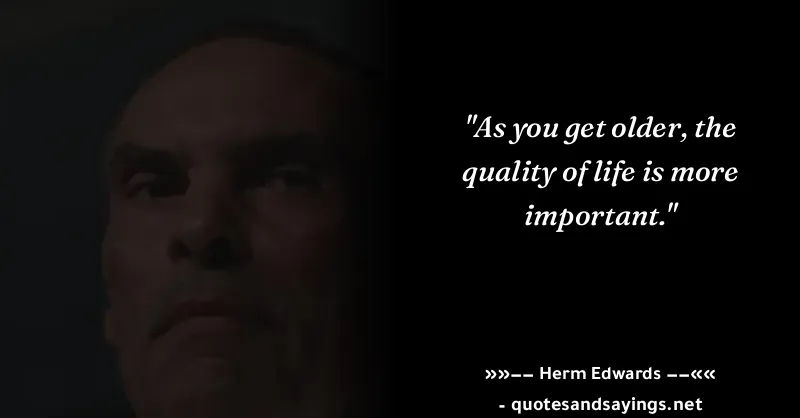 "As you get older, the
quality of life is more
important."
»»−− Herm Edwards −−««
- quotesandsayings.net